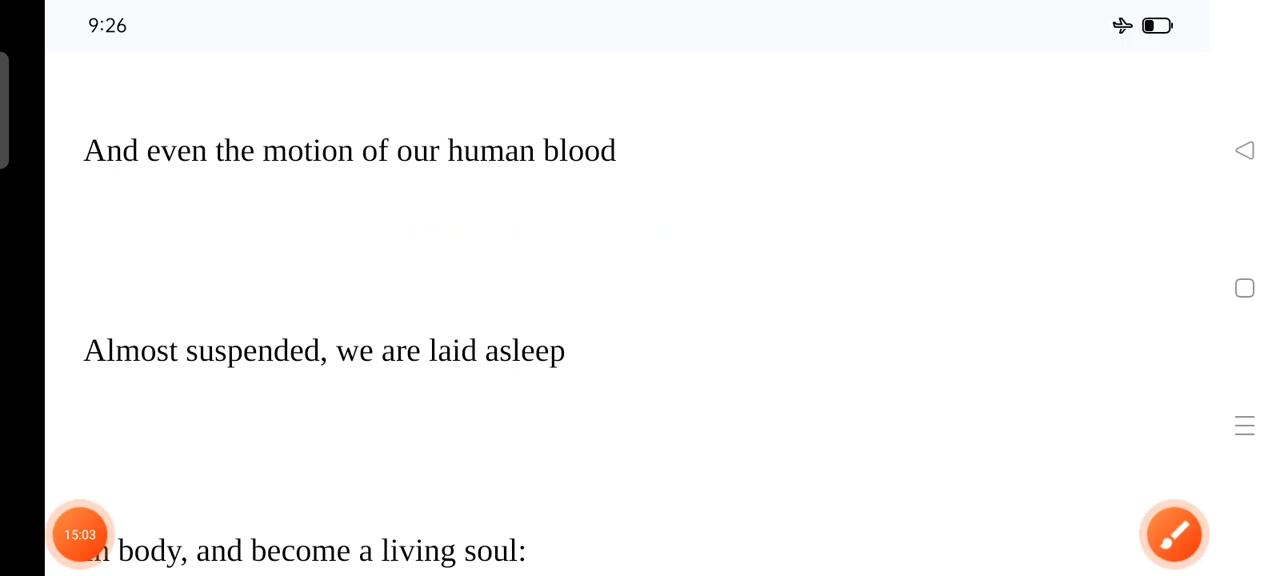 9:26
And even the motion of our human blood
Almost suspended, we are laid asleep
15:03
body, and become a living soul: